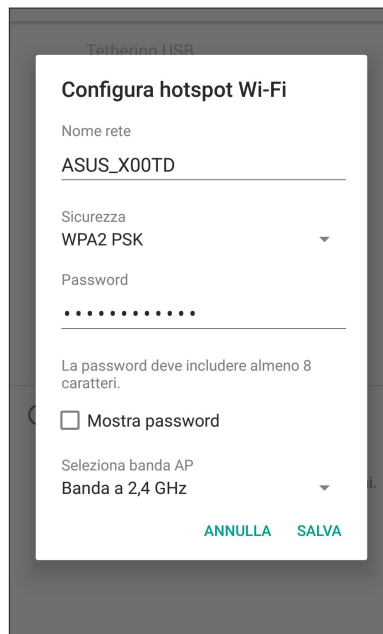 Tethering USB
Configura hotspot Wi-Fi
Nome rete
ASUS_X00TD
Sicurezza
WPA2 PSK
Password
••••••••••••
La password deve includere almeno 8
caratteri.
Mostra password
Seleziona banda AP
Banda a 2,4 GHz
ANNULLA SALVA